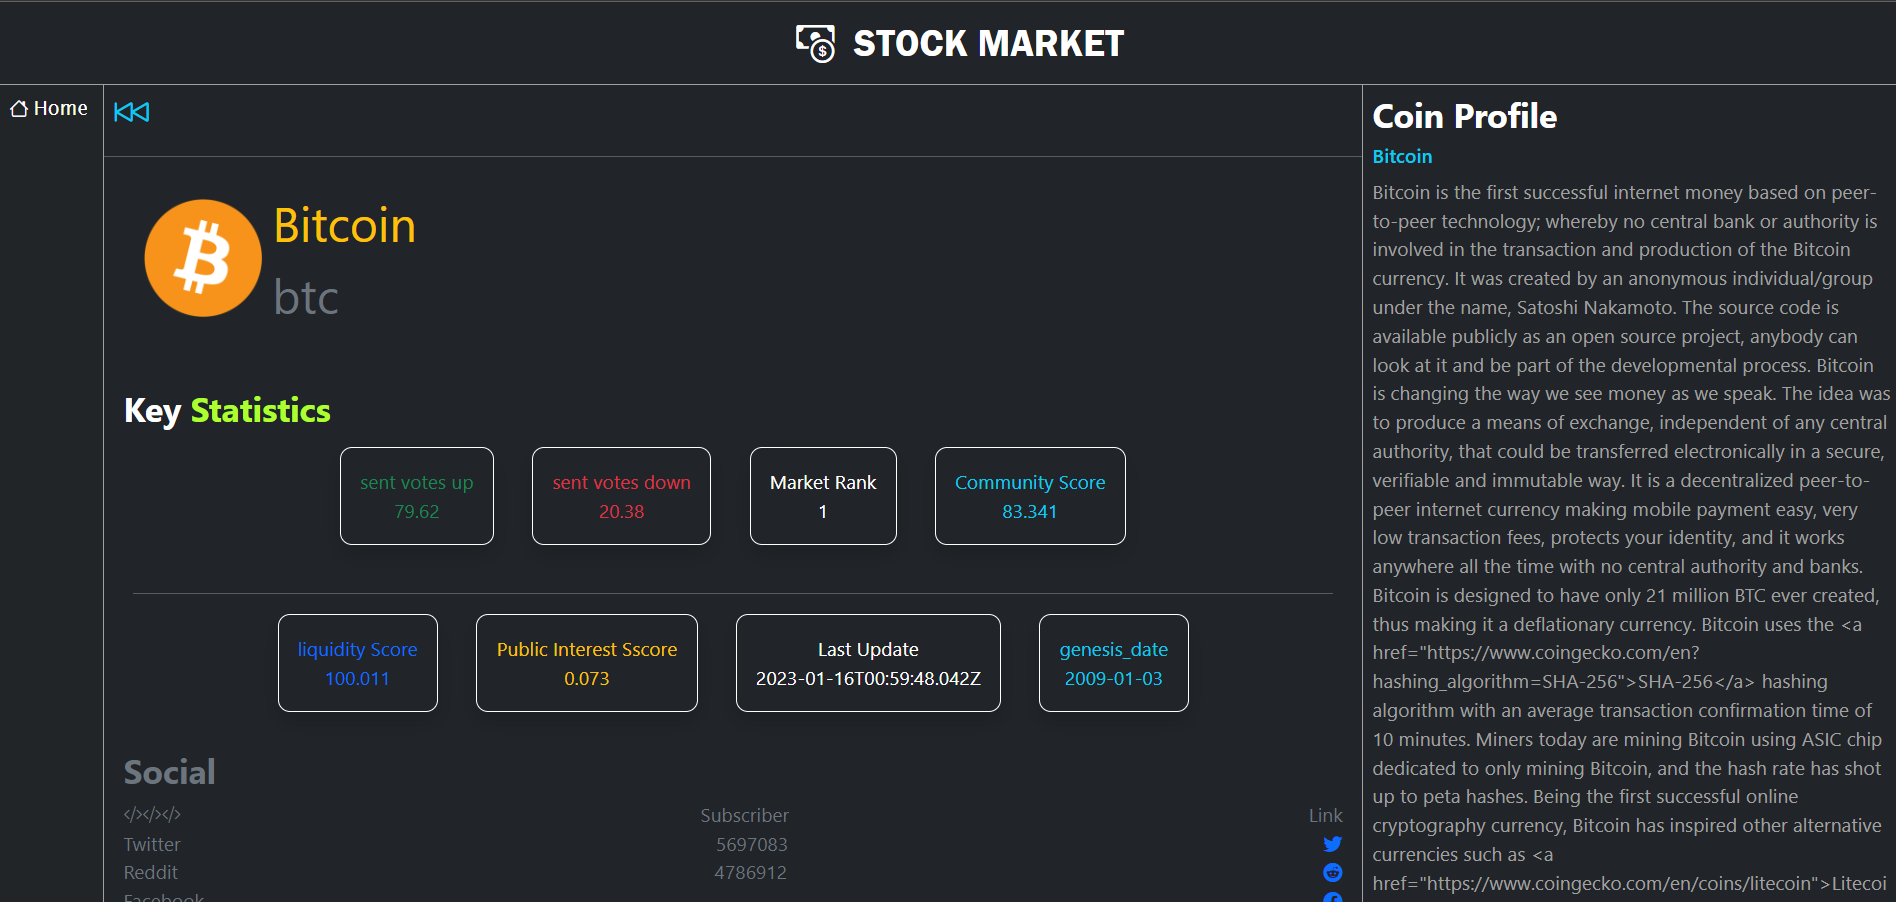 STOCK MARKET
Home
Bitcoin
btc
Key Statistics
sent votes up
79.62
sent votes down
20.38
Market Rank
1
Community Score
83.341
liquidity Score
100.011
Public Interest Sscore
0.073
Last Update
2023-01-16T00:59:48.042Z
genesis_date
2009-01-03
Social
</></></> Subscriber Link
Twitter 5697083
Reddit 4786912
Facebook
Coin Profile
Bitcoin
Bitcoin is the first successful internet money based on peer-
to-peer technology; whereby no central bank or authority is
involved in the transaction and production of the Bitcoin
currency. It was created by an anonymous individual/group
under the name, Satoshi Nakamoto. The source code is
available publicly as an open source project, anybody can
look at it and be part of the developmental process. Bitcoin
is changing the way we see money as we speak. The idea was
to produce a means of exchange, independent of any central
authority, that could be transferred electronically in a secure,
verifiable and immutable way. It is a decentralized peer-to-
peer internet currency making mobile payment easy, very
low transaction fees, protects your identity, and it works
anywhere all the time with no central authority and banks.
Bitcoin is designed to have only 21 million BTC ever created,
thus making it a deflationary currency. Bitcoin uses the <a
href="https://www.coingecko.com/en?
hashing_algorithm=SHA-256">SHA-256</a> hashing
algorithm with an average transaction confirmation time of
10 minutes. Miners today are mining Bitcoin using ASIC chip
dedicated to only mining Bitcoin, and the hash rate has shot
up to peta hashes. Being the first successful online
cryptography currency, Bitcoin has inspired other alternative
currencies such as <a
href="https://www.coingecko.com/en/coins/litecoin">Litecoi